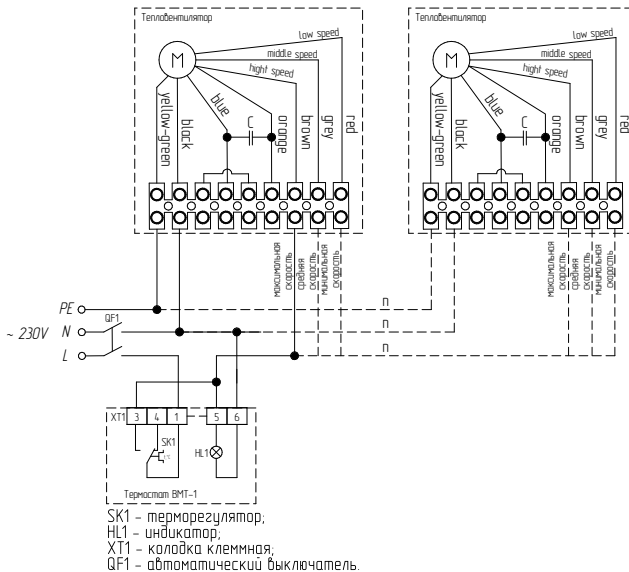 Тепловентилятор
Тепловентилятор
low speed
middle speed
hight speed
M
yellow-green
black
blue
C
orange
brown
grey
red
low speed
middle speed
hight speed
M
yellow-green
black
blue
C
orange
brown
grey
red
максимальная скорость
средняя скорость
минимальная скорость
максимальная скорость
средняя скорость
минимальная скорость
PE
n
~ 230V N
QF1
n
L
n
XT1 3 4 1 5 6
SK1
t°C
HL1
Термостат ВМТ-1
SK1 - терморегулятор;
HL1 - индикатор;
XT1 - колодка клеммная;
QF1 - автоматический выключатель.